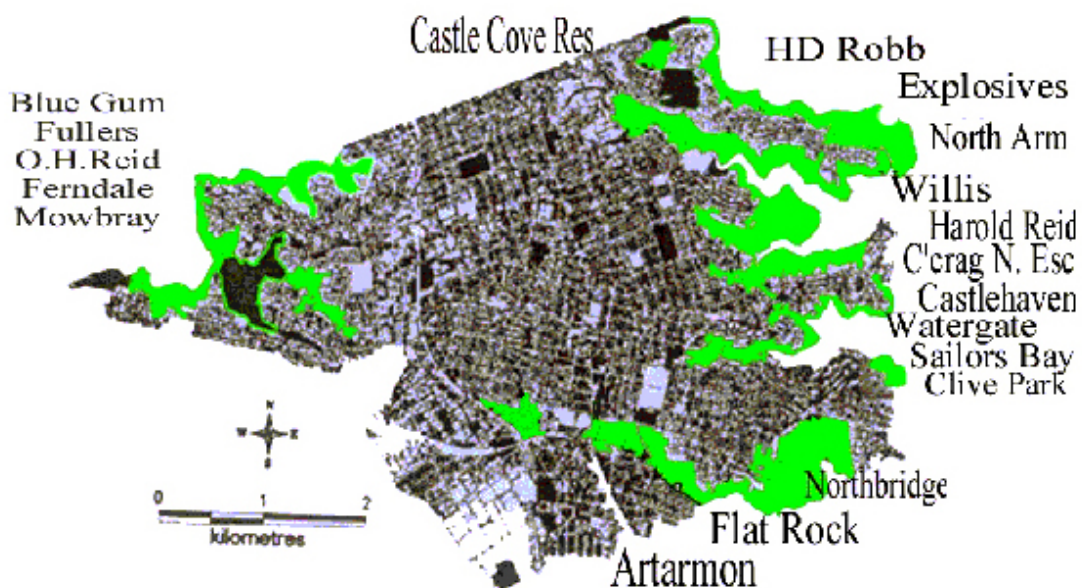 Castle Cove Res
HD Robb
Explosives
North Arm
Willis
Harold Reid
C'crag N. Esc
Castlehaven
Watergate
Sailors Bay
Clive Park
Northbridge
Flat Rock
Artarmon
Blue Gum
Fullers
O.H.Reid
Ferndale
Mowbray
N
W E
S
0 1 2
kilometres